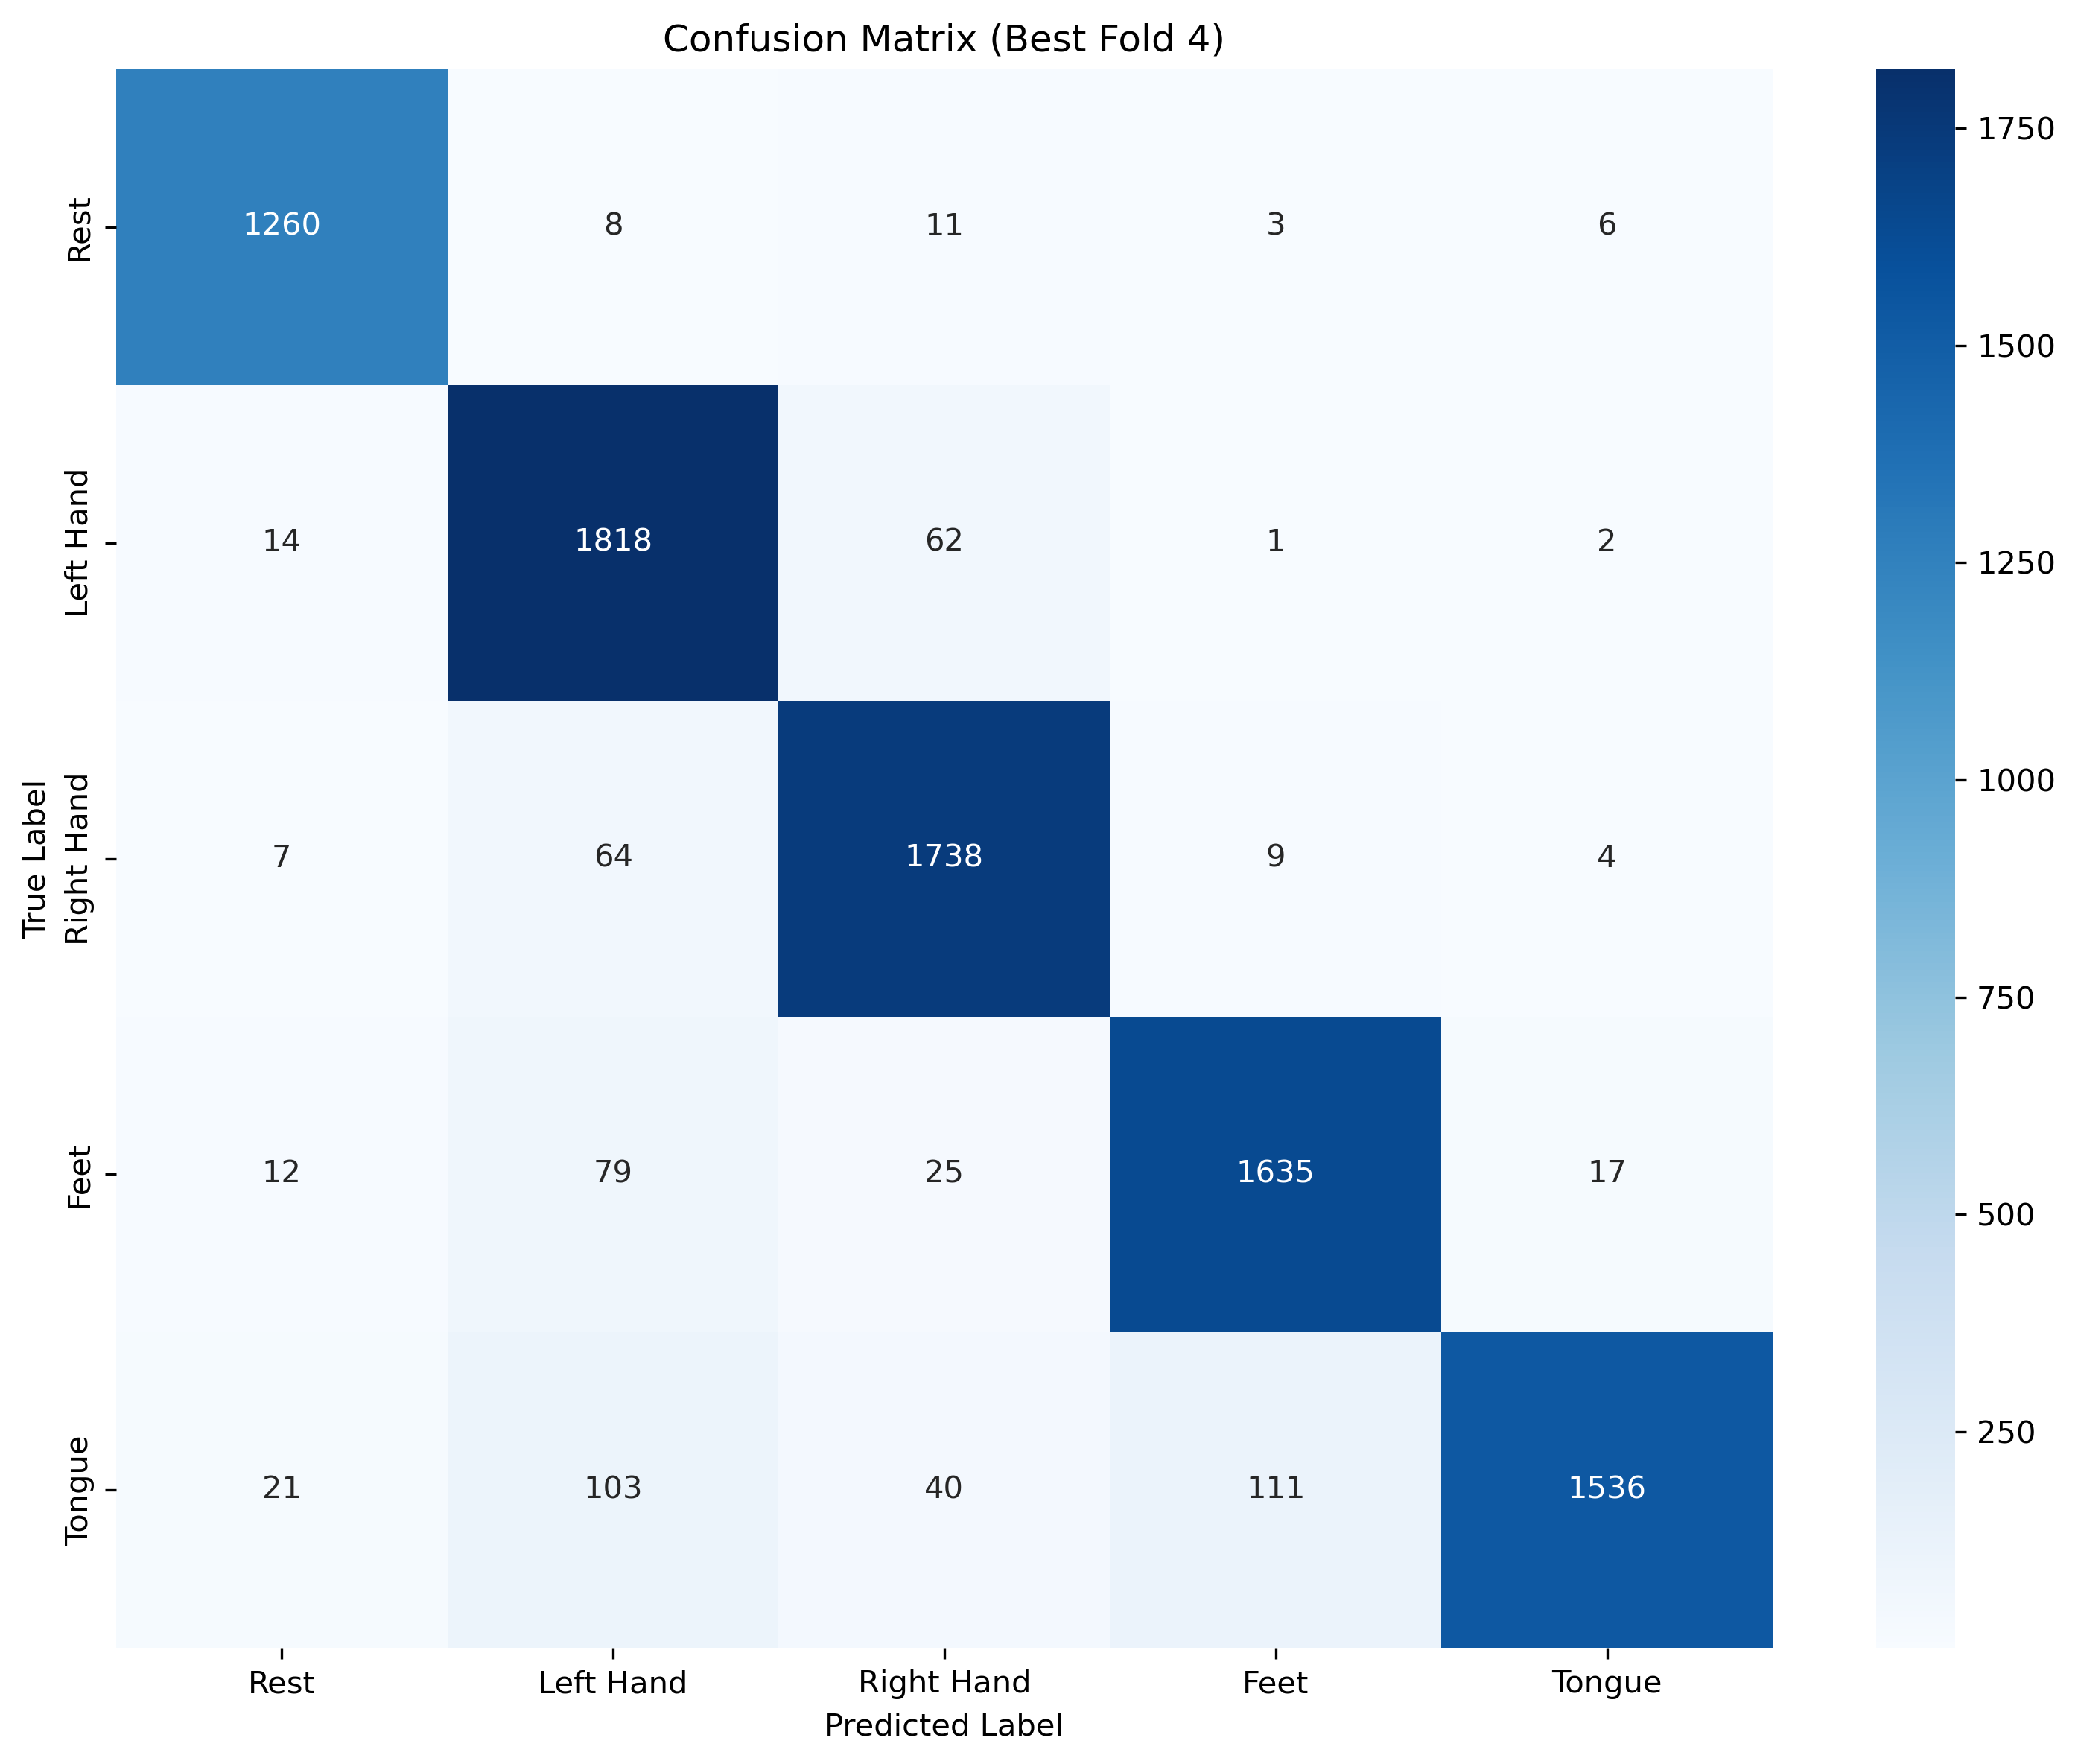 Confusion Matrix (Best Fold 4)
True Label
Rest
1260 8 11 3 6
Left Hand
14 1818 62 1 2
Right Hand
7 64 1738 9 4
Feet
12 79 25 1635 17
Tongue
21 103 40 111 1536
Rest Left Hand Right Hand Feet Tongue
Predicted Label
1750
1500
1250
1000
750
500
250